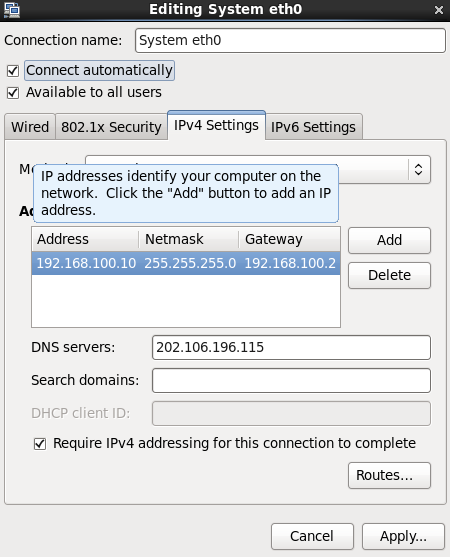 Editing System eth0
Connection name: System eth0
Connect automatically
Available to all users
Wired 802.1x Security IPv4 Settings IPv6 Settings
IP addresses identify your computer on the
network. Click the "Add" button to add an IP
address.
Address Netmask Gateway Add
192.168.100.10 255.255.255.0 192.168.100.2
Delete
DNS servers: 202.106.196.115
Search domains:
DHCP client ID:
Require IPv4 addressing for this connection to complete
Routes...
Cancel Apply...